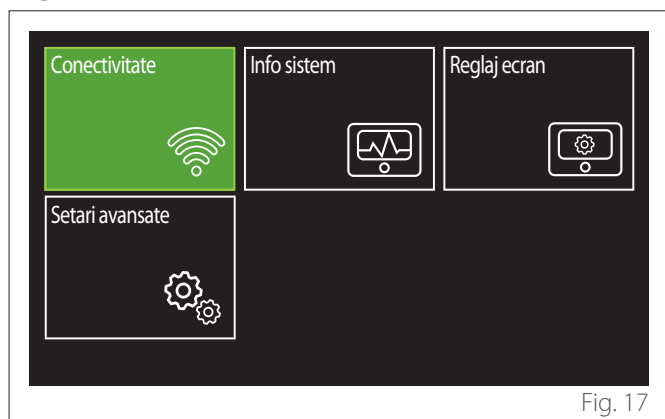 Conectivitate
Info sistem
Reglaj ecran
Setari avansate
Fig. 17